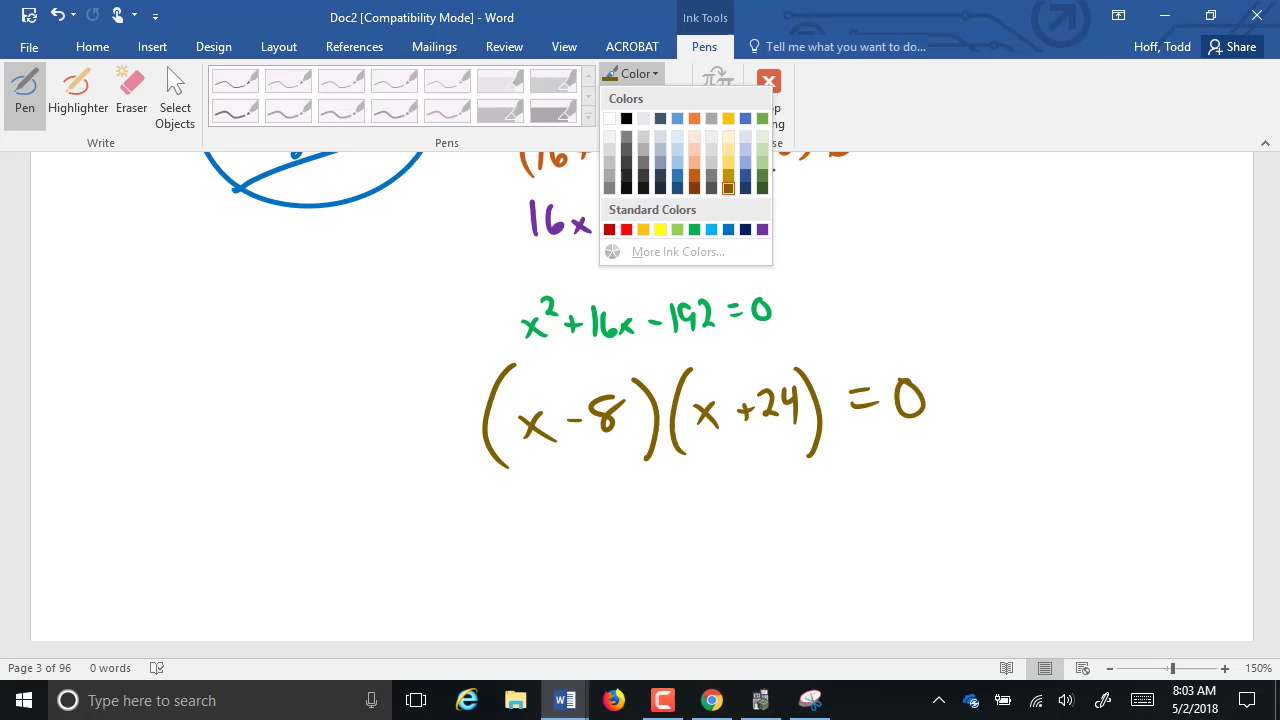 Doc2 [Compatibility Mode] - Word
Ink Tools
File Home Insert Design Layout References Mailings Review View ACROBAT Pens Tell me what you want to do... Hoff, Todd Share
Pen Highlighter Eraser Select Objects
Color
Write Pens
Colors
Standard Colors
More Ink Colors...
(16
16x
x² + 16x - 192 = 0
(x - 8)(x + 24) = 0
Page 3 of 96 0 words 150%
Type here to search
8:03 AM
5/2/2018